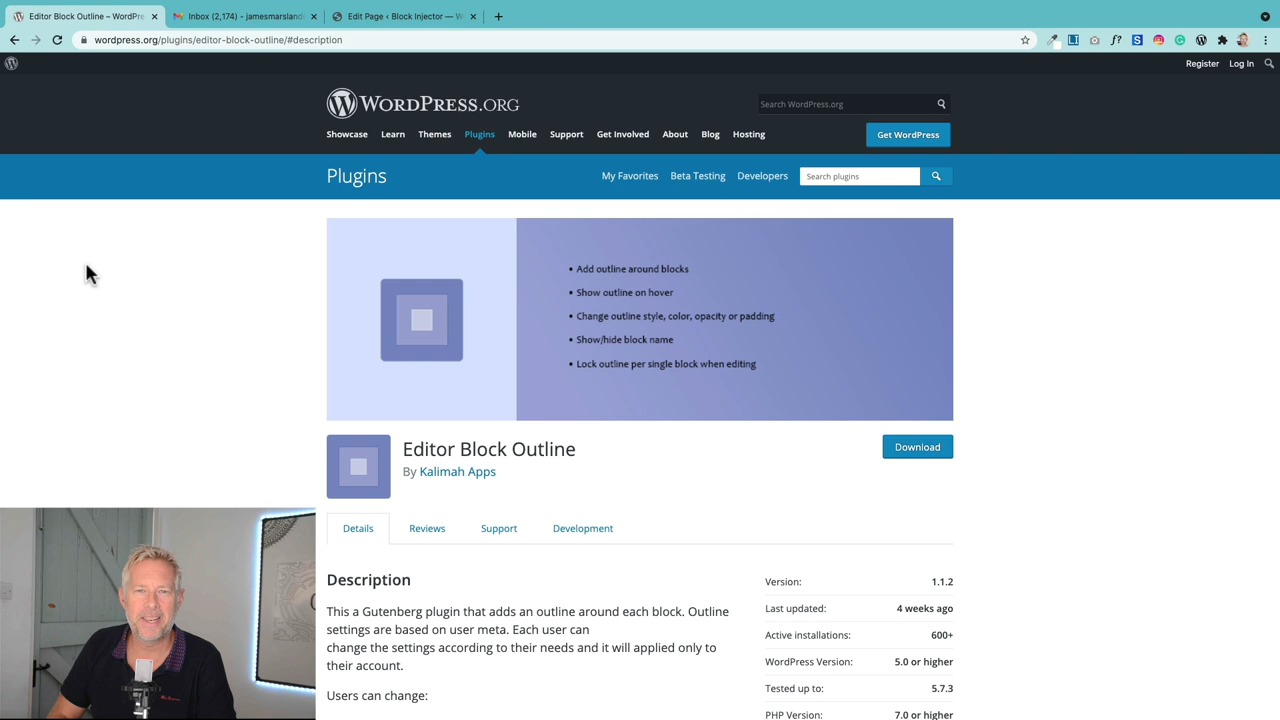 Editor Block Outline – WordPre
Inbox (2,174) - jamesmarsland
Edit Page ‹ Block Injector — W
wordpress.org/plugins/editor-block-outline/#description
Register Log In
WORDPRESS.ORG
Search WordPress.org
Showcase Learn Themes Plugins Mobile Support Get Involved About Blog Hosting
Get WordPress
Plugins
My Favorites Beta Testing Developers
Search plugins
• Add outline around blocks
• Show outline on hover
• Change outline style, color, opacity or padding
• Show/hide block name
• Lock outline per single block when editing
Editor Block Outline
By Kalimah Apps
Download
Details Reviews Support Development
Description
This a Gutenberg plugin that adds an outline around each block. Outline
settings are based on user meta. Each user can
change the settings according to their needs and it will applied only to
their account.
Users can change:
Version: 1.1.2
Last updated: 4 weeks ago
Active installations: 600+
WordPress Version: 5.0 or higher
Tested up to: 5.7.3
PHP Version: 7.0 or higher